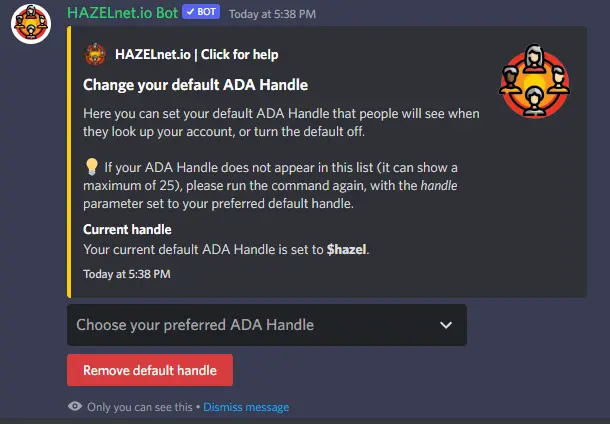 HAZELnet.io Bot ✔ BOT Today at 5:38 PM
HAZELnet.io | Click for help
Change your default ADA Handle
Here you can set your default ADA Handle that people will see when
they look up your account, or turn the default off.
💡 If your ADA Handle does not appear in this list (it can show a
maximum of 25), please run the command again, with the handle
parameter set to your preferred default handle.
Current handle
Your current default ADA Handle is set to $hazel.
Today at 5:38 PM
Choose your preferred ADA Handle
Remove default handle
Only you can see this • Dismiss message